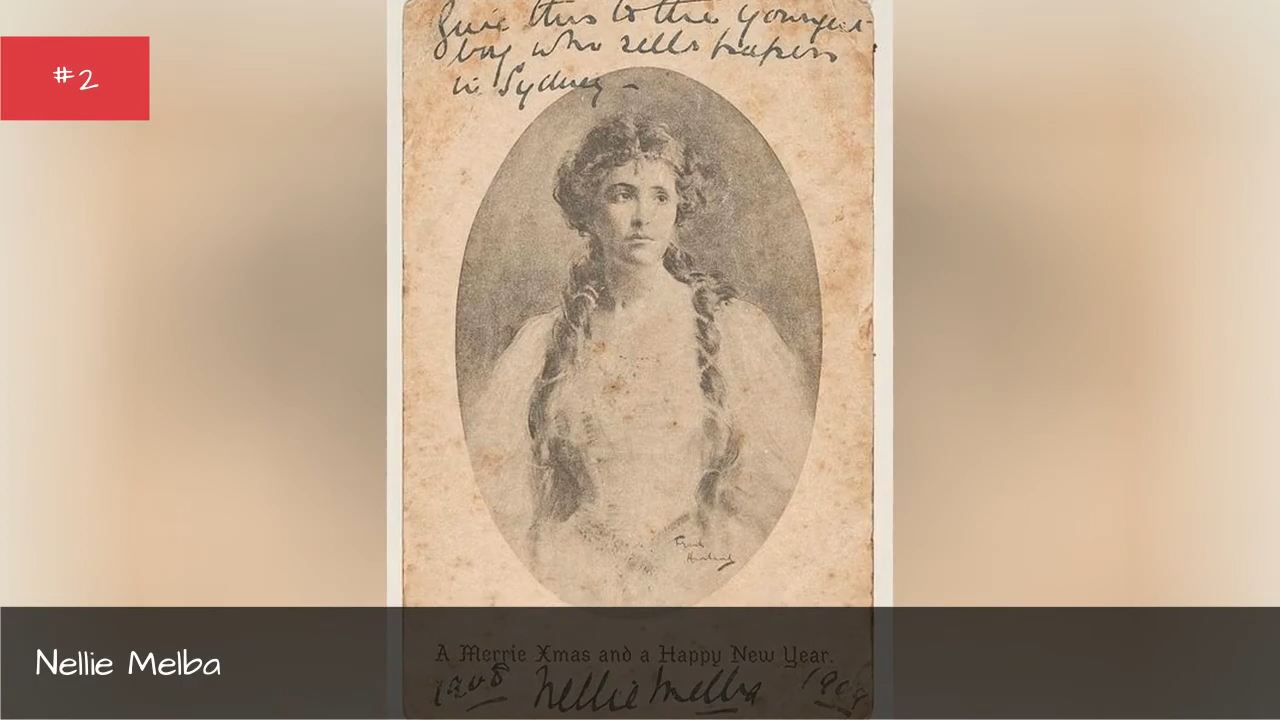 Give this to the youngest
boy who sells papers
in Sydney -
#2
A Merrie Xmas and a Happy New Year.
1908 Nellie Melba 1909
Nellie Melba